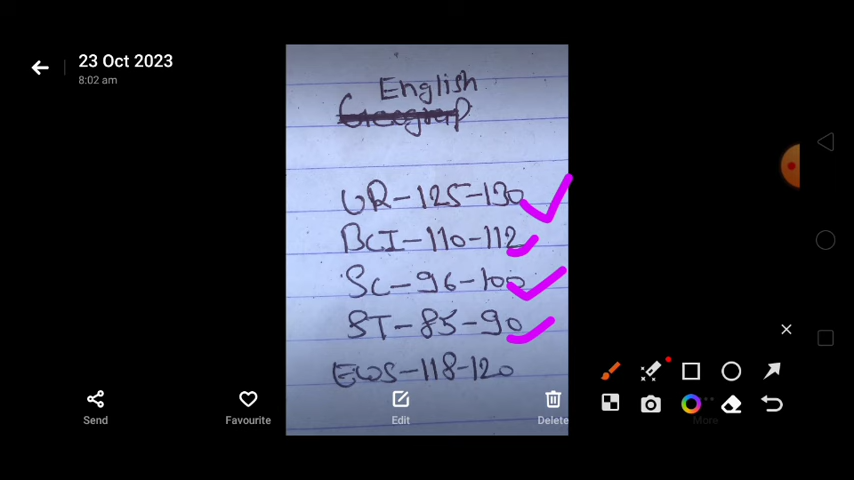 23 Oct 2023
8:02 am
English
UR-125-130
BCI-110-112
SC-96-100
ST-85-90
EWS-118-120
Send
Favourite
Edit
Delete
More